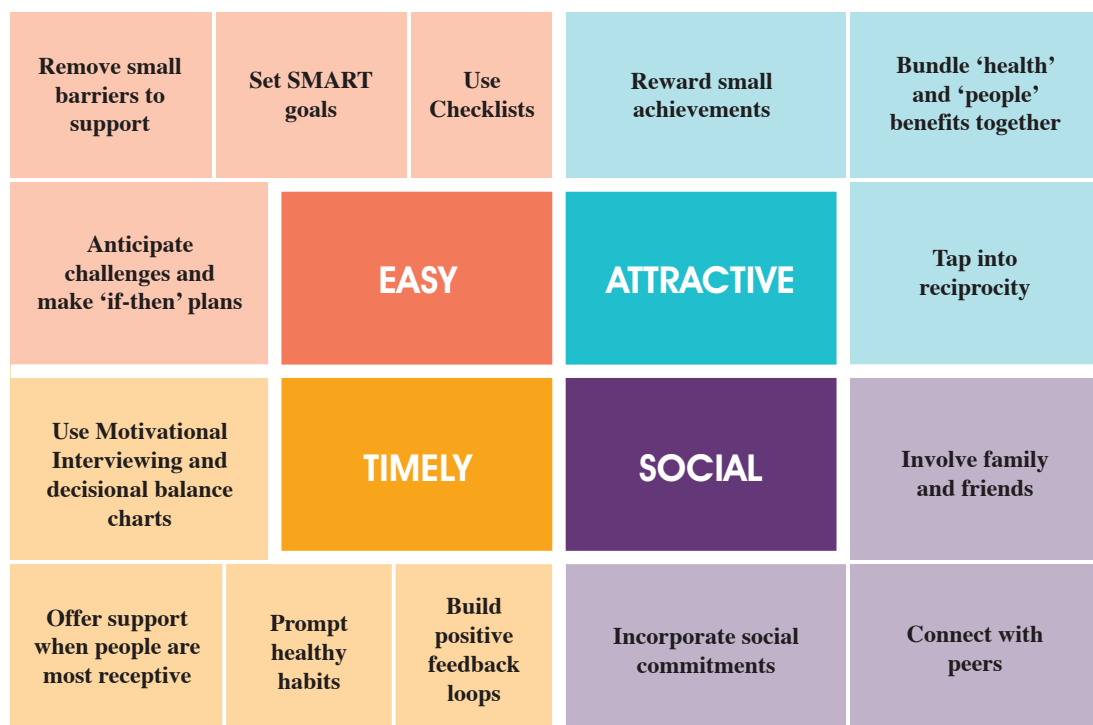 Remove small
barriers to
support
Set SMART
goals
Use
Checklists
Reward small
achievements
Bundle ‘health’
and ‘people’
benefits together
Anticipate
challenges and
make ‘if-then’ plans
EASY
ATTRACTIVE
Tap into
reciprocity
Use Motivational
Interviewing and
decisional balance
charts
TIMELY
SOCIAL
Involve family
and friends
Offer support
when people are
most receptive
Prompt
healthy
habits
Build
positive
feedback
loops
Incorporate social
commitments
Connect with
peers